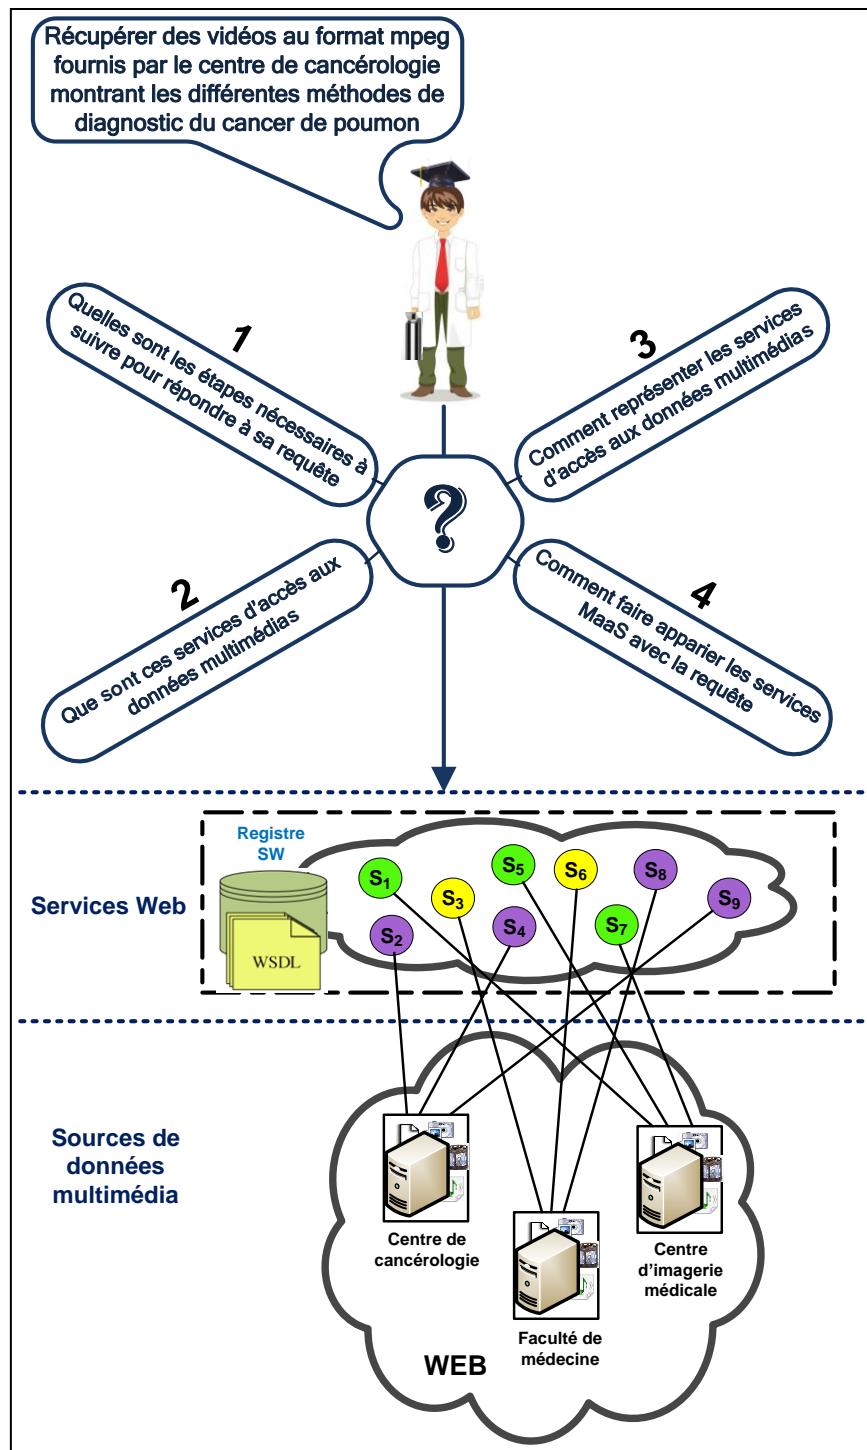 Récupérer des vidéos au format mpeg
fournis par le centre de cancérologie
montrant les différentes méthodes de
diagnostic du cancer de poumon
1
Quelles sont les étapes nécessaires à
suivre pour répondre à sa requête
3
Comment représenter les services
d'accès aux données multimédias
?
2
Que sont ces services d'accès aux
données multimédias
4
Comment faire apparier les services
MaaS avec la requête
Services Web
Registre
SW
WSDL
S1
S2
S3
S4
S5
S6
S7
S8
S9
Sources de
données
multimédia
Centre de
cancérologie
Faculté de
médecine
Centre
d'imagerie
médicale
WEB